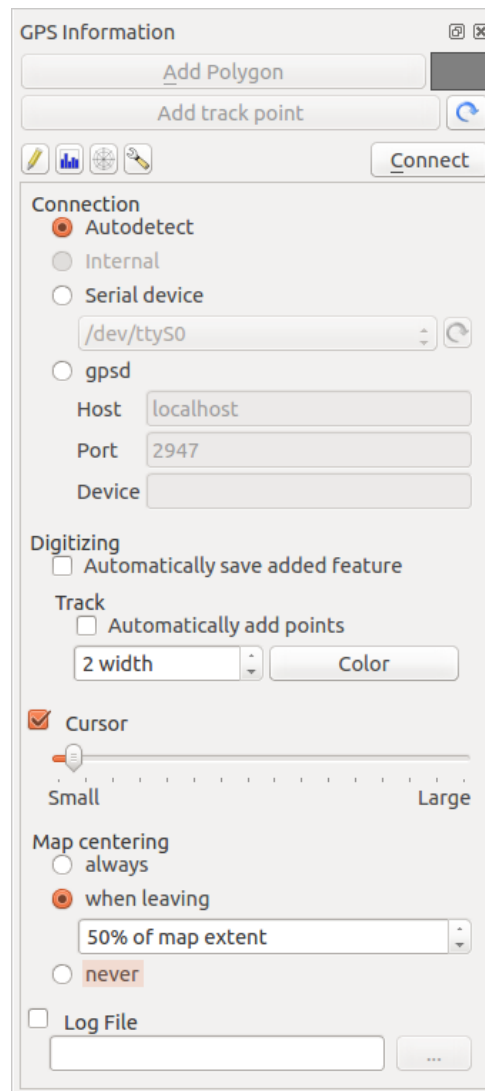 GPS Information
Add Polygon
Add track point
Connect
Connection
Autodetect
Internal
Serial device
/dev/ttyS0
gpsd
Host localhost
Port 2947
Device
Digitizing
Automatically save added feature
Track
Automatically add points
2 width Color
Cursor
Small Large
Map centering
always
when leaving
50% of map extent
never
Log File
...